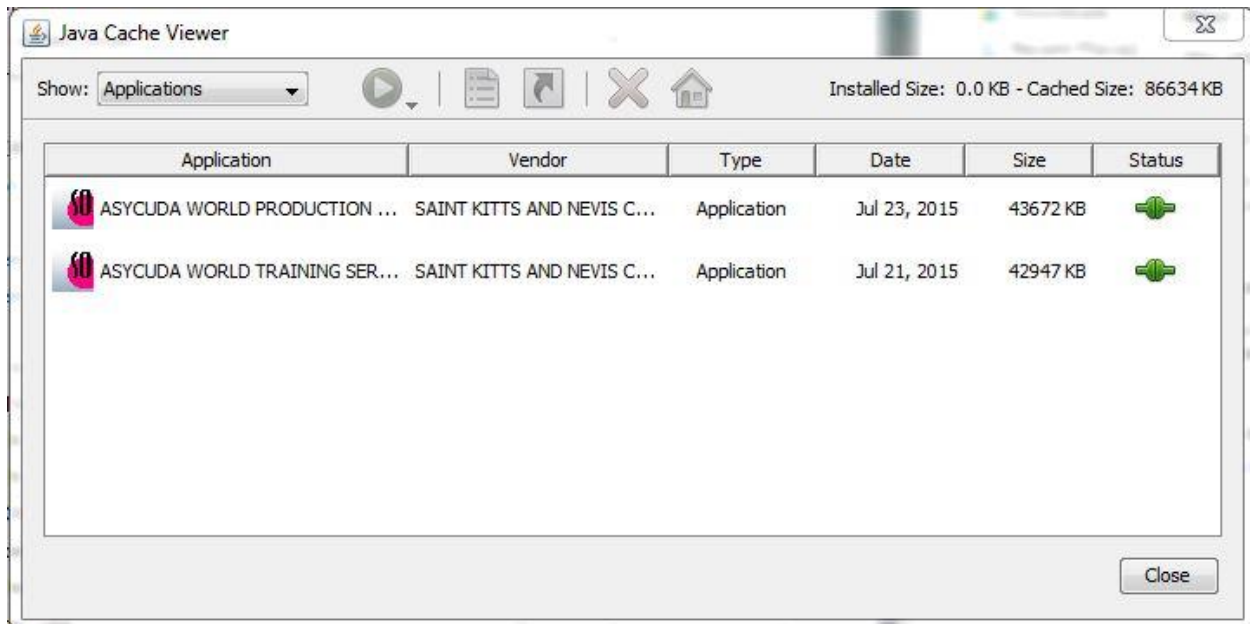 Java Cache Viewer
Show: Applications Installed Size: 0.0 KB - Cached Size: 86634 KB
Application Vendor Type Date Size Status
ASYCUDA WORLD PRODUCTION ... SAINT KITTS AND NEVIS C... Application Jul 23, 2015 43672 KB
ASYCUDA WORLD TRAINING SER... SAINT KITTS AND NEVIS C... Application Jul 21, 2015 42947 KB
Close